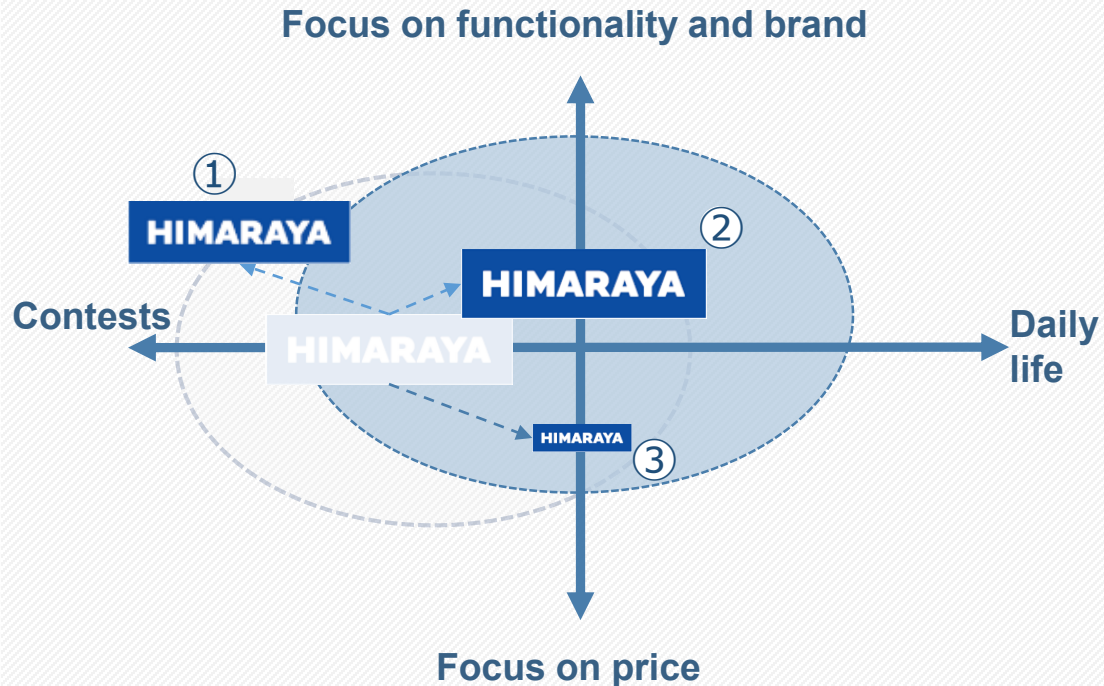 Focus on functionality and brand
①
HIMARAYA
②
HIMARAYA
Contests
HIMARAYA
Daily
life
HIMARAYA
③
Focus on price